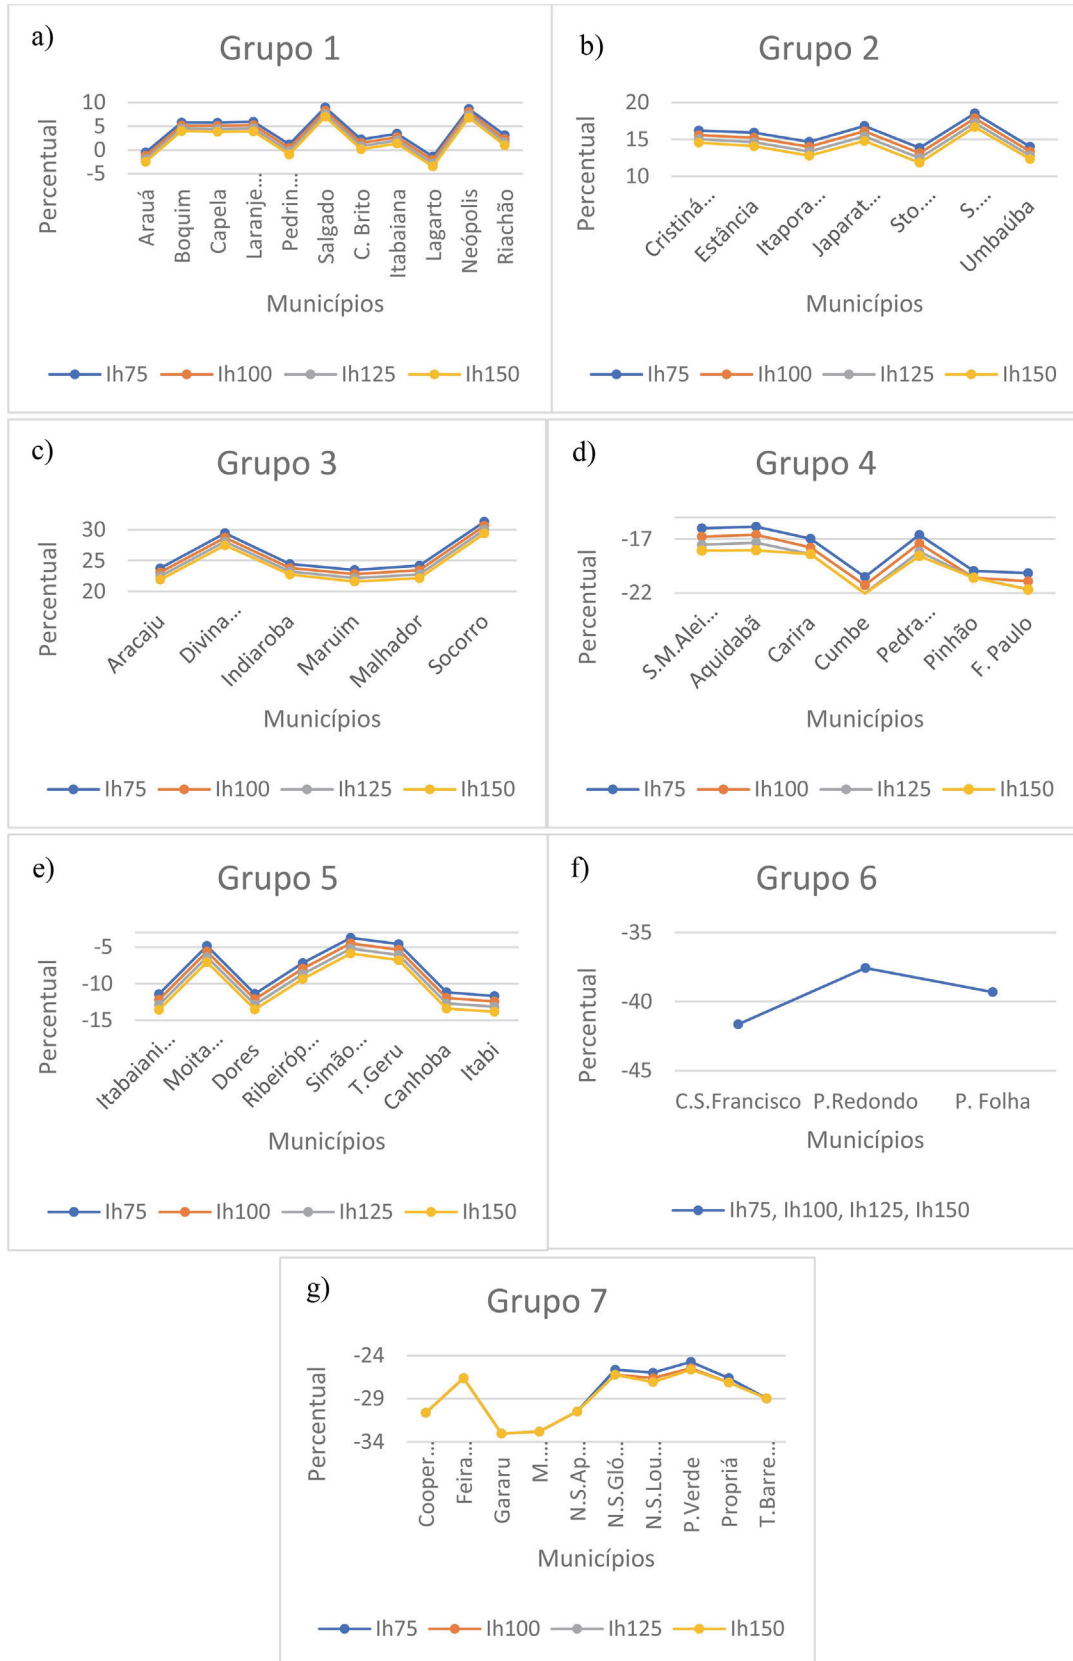 a)
Grupo 1
Percentual
10
5
0
-5
Arauá
Boquim
Capela
Laranje...
Pedrin...
Salgado
C. Brito
Itabaiana
Lagarto
Neópolis
Riachão
Municípios
Ih75 Ih100 Ih125 Ih150
b)
Grupo 2
Percentual
20
15
10
Cristiná...
Estância
Itapora...
Japarat...
Sto....
S....
Umbaúba
Municípios
Ih75 Ih100 Ih125 Ih150
c)
Grupo 3
Percentual
30
25
20
Aracaju
Divina...
Indiaroba
Maruim
Malhador
Socorro
Municípios
Ih75 Ih100 Ih125 Ih150
d)
Grupo 4
Percentual
-17
-22
S.M.Alei...
Aquidabã
Carira
Cumbe
Pedra...
Pinhão
F. Paulo
Municípios
Ih75 Ih100 Ih125 Ih150
e)
Grupo 5
Percentual
-5
-10
-15
Itabaiani...
Moita...
Dores
Ribeiróp...
Simão...
T.Geru
Canhoba
Itabi
Municípios
Ih75 Ih100 Ih125 Ih150
f)
Grupo 6
Percentual
-35
-40
-45
C.S.Francisco P.Redondo P. Folha
Municípios
Ih75, Ih100, Ih125, Ih150
g)
Grupo 7
Percentual
-24
-29
-34
Cooper...
Feira...
Gararu
M....
N.S.Ap...
N.S.Gló...
N.S.Lou...
P.Verde
Propriá
T.Barre...
Municípios
Ih75 Ih100 Ih125 Ih150